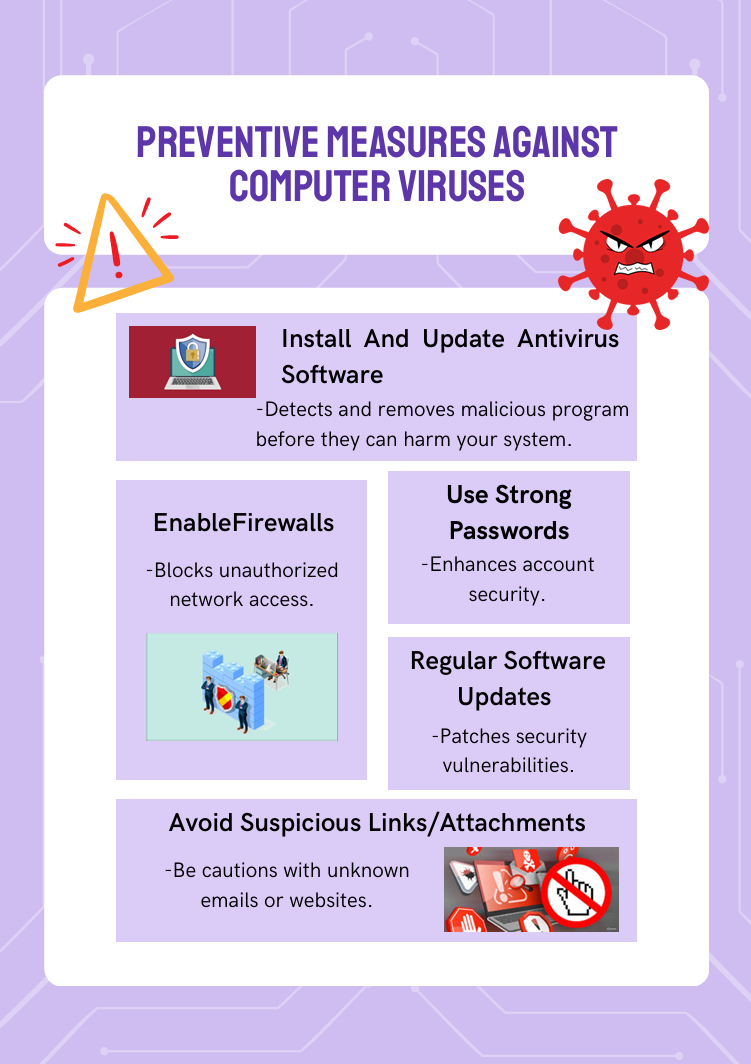 PREVENTIVE MEASURES AGAINST
COMPUTER VIRUSES
Install And Update Antivirus
Software
-Detects and removes malicious program
before they can harm your system.
EnableFirewalls
-Blocks unauthorized
network access.
Use Strong
Passwords
-Enhances account
security.
Regular Software
Updates
-Patches security
vulnerabilities.
Avoid Suspicious Links/Attachments
-Be cautions with unknown
emails or websites.